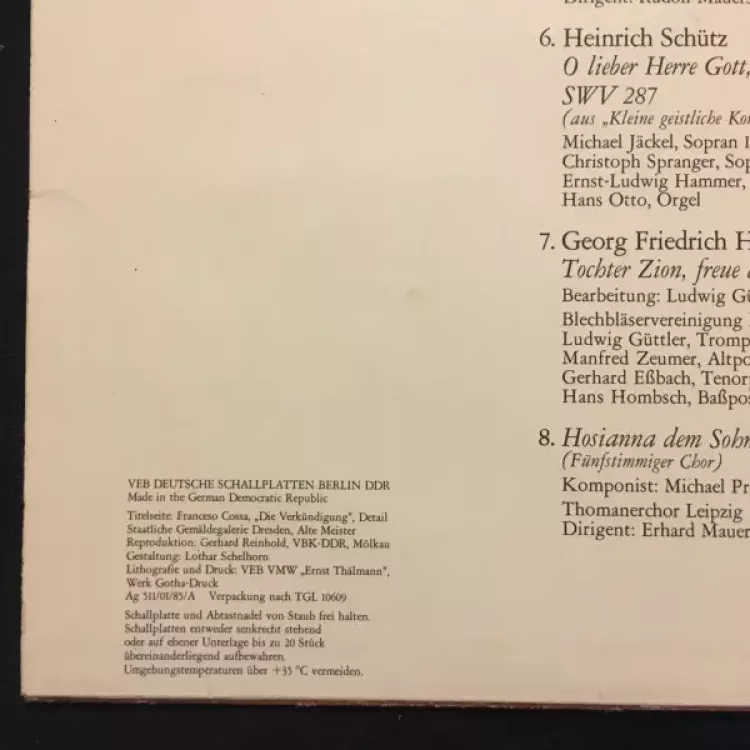 Dirigent: Rudolf Mauers
6. Heinrich Schütz
O lieber Herre Gott,
SWV 287
(aus „Kleine geistliche Kon
Michael Jäckel, Sopran I
Christoph Spranger, Sop
Ernst-Ludwig Hammer,
Hans Otto, Orgel
7. Georg Friedrich H
Tochter Zion, freue
Bearbeitung: Ludwig Gü
Blechbläservereinigung
Ludwig Güttler, Tromp
Manfred Zeumer, Altpo
Gerhard Eßbach, Tenorp
Hans Hombsch, Baßpos
8. Hosianna dem Sohn
(Fünfstimmiger Chor)
Komponist: Michael Pr
Thomanerchor Leipzig
Dirigent: Erhard Mauer
VEB DEUTSCHE SCHALLPLATTEN BERLIN DDR
Made in the German Democratic Republic
Titelseite: Franceso Cossa, „Die Verkündigung", Detail
Staatliche Gemäldegalerie Dresden, Alte Meister
Reproduktion: Gerhard Reinhold, VBK-DDR, Mölkau
Gestaltung: Lothar Schelhorn
Lithografie und Druck: VEB VMW „Ernst Thälmann",
Werk Gotha-Druck
Ag 511/01/85/A Verpackung nach TGL 10609
Schallplatte und Abtastnadel von Staub frei halten.
Schallplatten entweder senkrecht stehend
oder auf ebener Unterlage bis zu 20 Stück
übereinanderliegend aufbewahren.
Umgebungstemperaturen über +35 °C vermeiden.